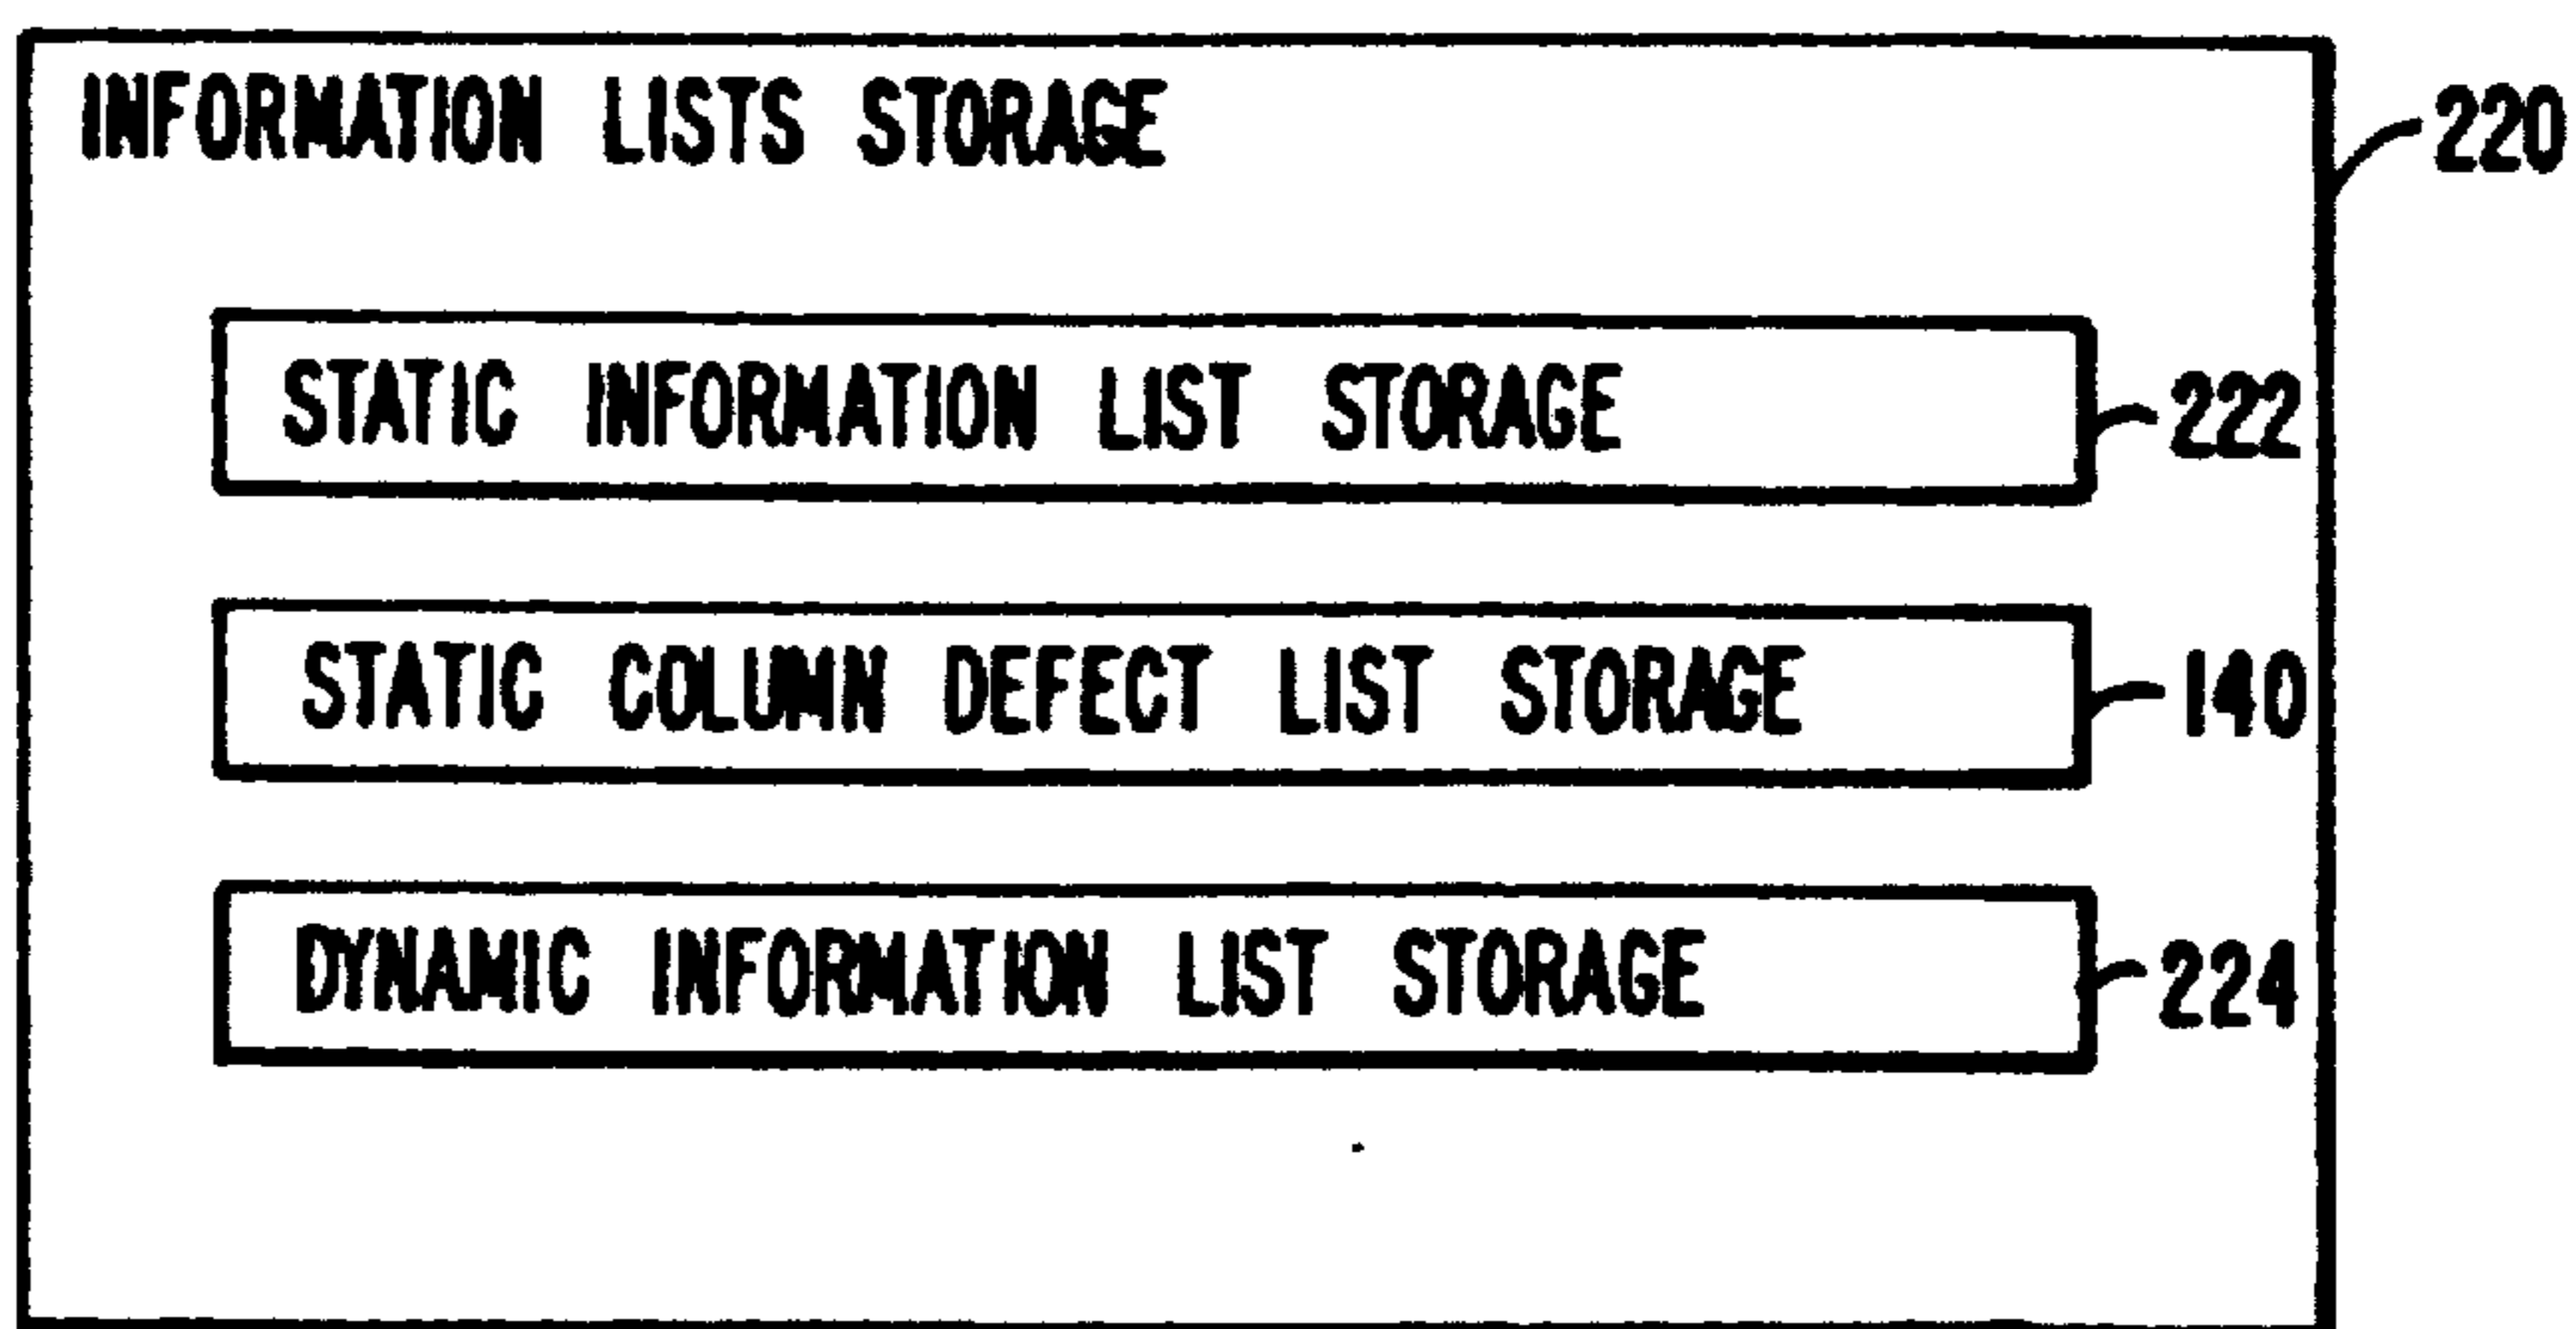 INFORMATION LISTS STORAGE
220
STATIC INFORMATION LIST STORAGE
222
STATIC COLUMN DEFECT LIST STORAGE
140
DYNAMIC INFORMATION LIST STORAGE
224